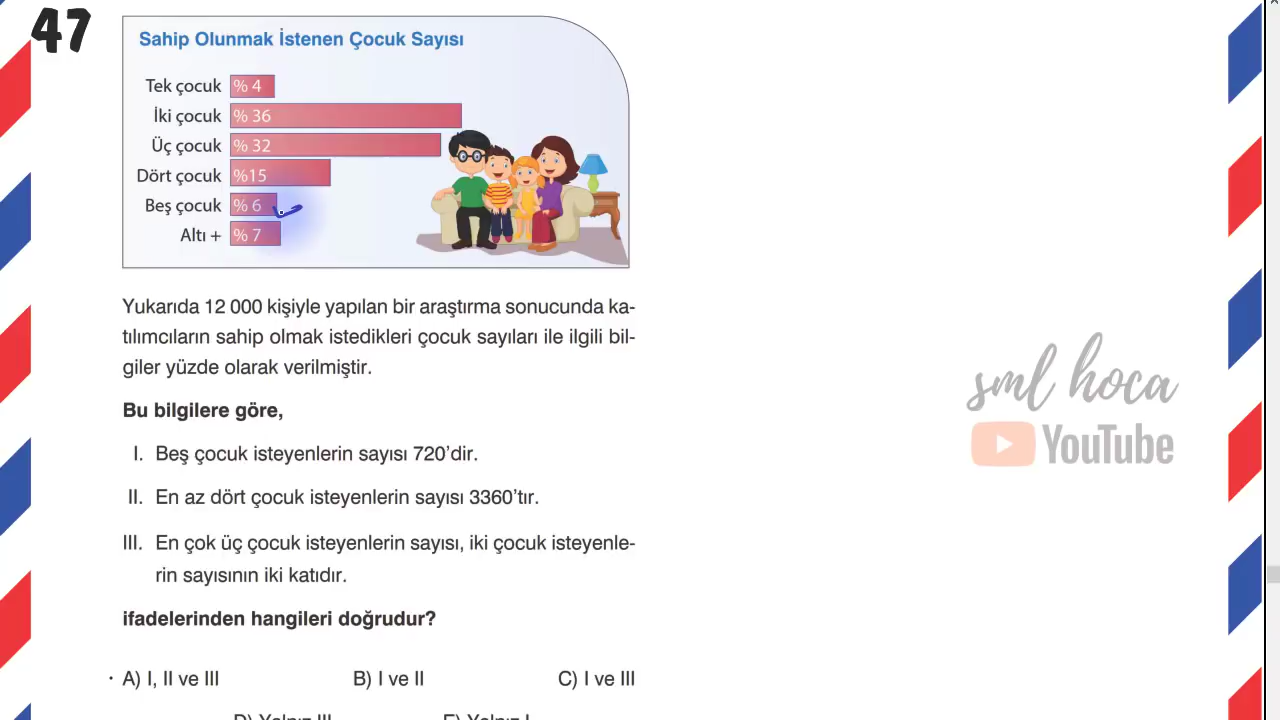 47
Sahip Olunmak İstenen Çocuk Sayısı
Tek çocuk % 4
İki çocuk % 36
Üç çocuk % 32
Dört çocuk %15
Beş çocuk % 6
Altı + % 7
Yukarıda 12 000 kişiyle yapılan bir araştırma sonucunda ka-
tılımcıların sahip olmak istedikleri çocuk sayıları ile ilgili bil-
giler yüzde olarak verilmiştir.
Bu bilgilere göre,
I. Beş çocuk isteyenlerin sayısı 720'dir.
II. En az dört çocuk isteyenlerin sayısı 3360'tır.
III. En çok üç çocuk isteyenlerin sayısı, iki çocuk isteyenle-
rin sayısının iki katıdır.
ifadelerinden hangileri doğrudur?
A) I, II ve III B) I ve II C) I ve III
D) Yalnız III E) Yalnız I
sml hoca
YouTube